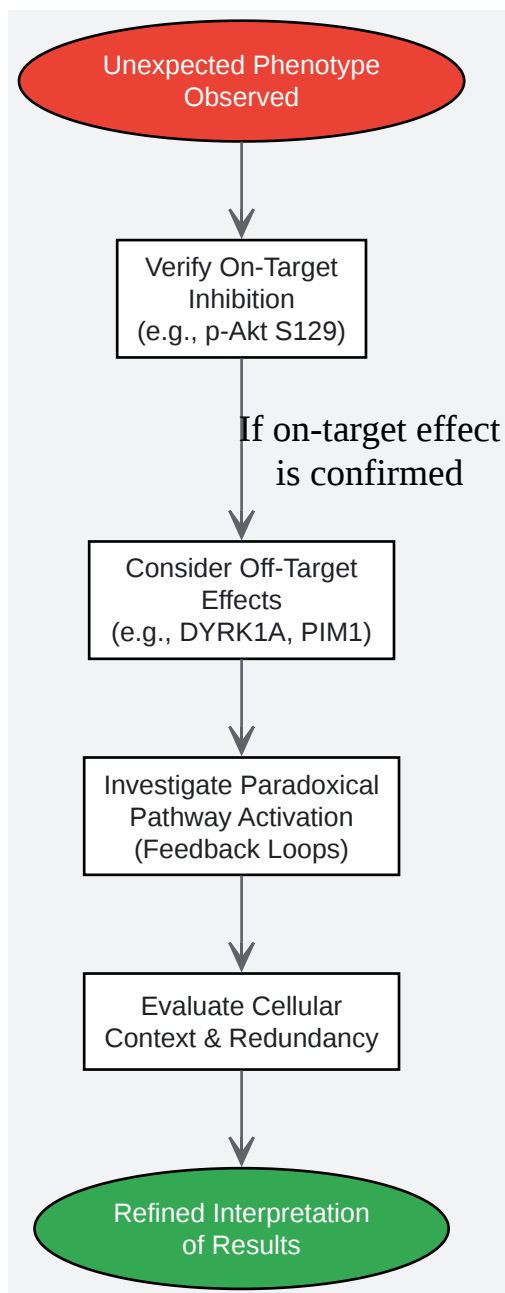 Unexpected Phenotype
Observed
Verify On-Target
Inhibition
(e.g., p-Akt S129)
If on-target effect
is confirmed
Consider Off-Target
Effects
(e.g., DYRK1A, PIM1)
Investigate Paradoxical
Pathway Activation
(Feedback Loops)
Evaluate Cellular
Context & Redundancy
Refined Interpretation
of Results